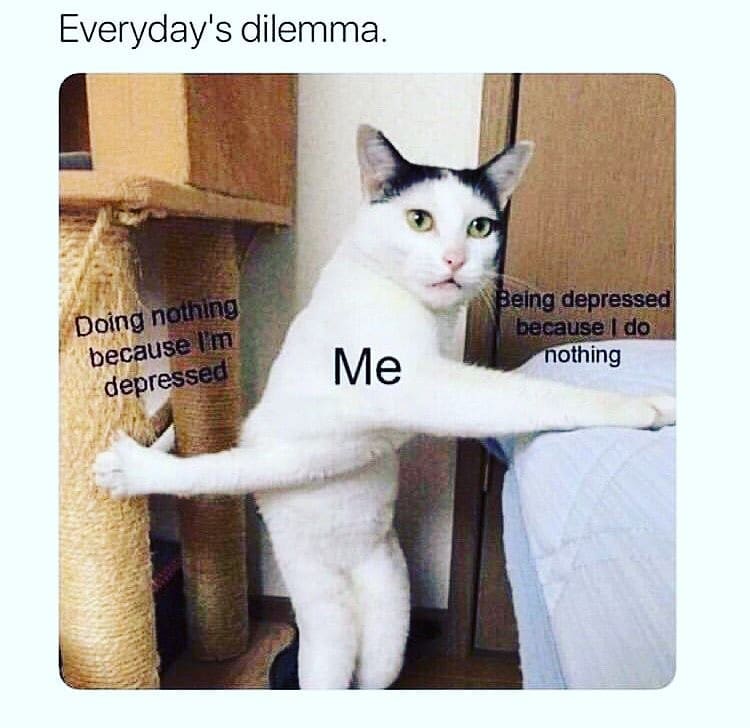 Everyday's dilemma.
Doing nothing
because I'm
depressed
Me
Being depressed
because I do
nothing